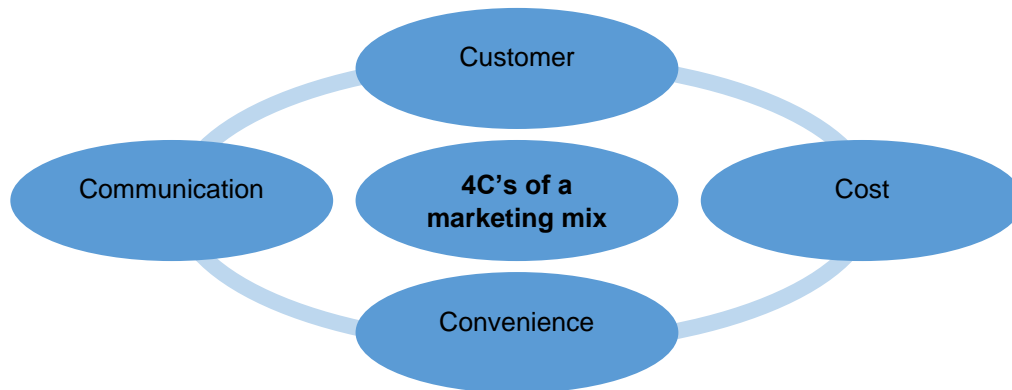 Customer
Communication
4C’s of a
marketing mix
Cost
Convenience